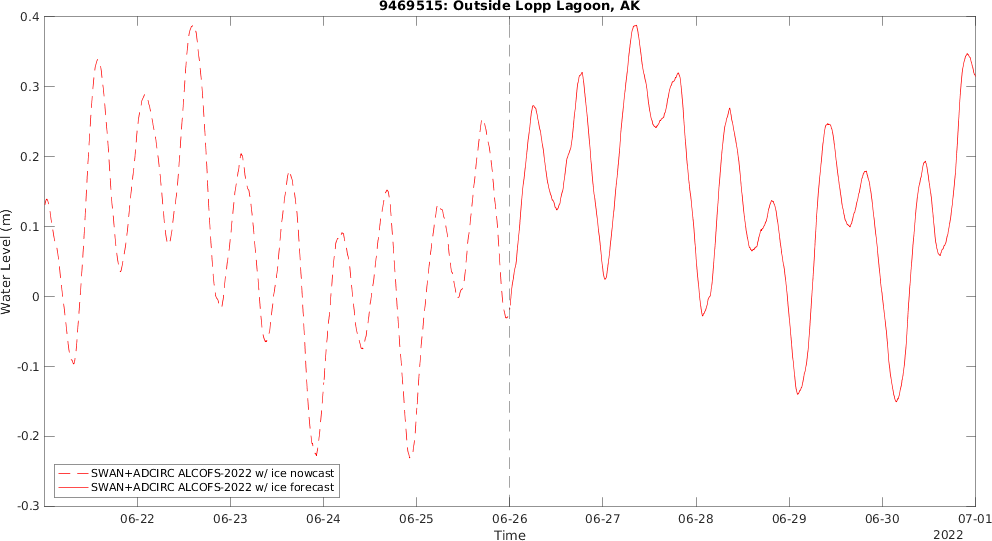 9469515: Outside Lopp Lagoon, AK
0.4
0.3
0.2
0.1
0
-0.1
-0.2
-0.3
Water Level (m)
SWAN+ADCIRC ALCOFS-2022 w/ ice nowcast
SWAN+ADCIRC ALCOFS-2022 w/ ice forecast
06-22 06-23 06-24 06-25 06-26 06-27 06-28 06-29 06-30 07-01
Time
2022